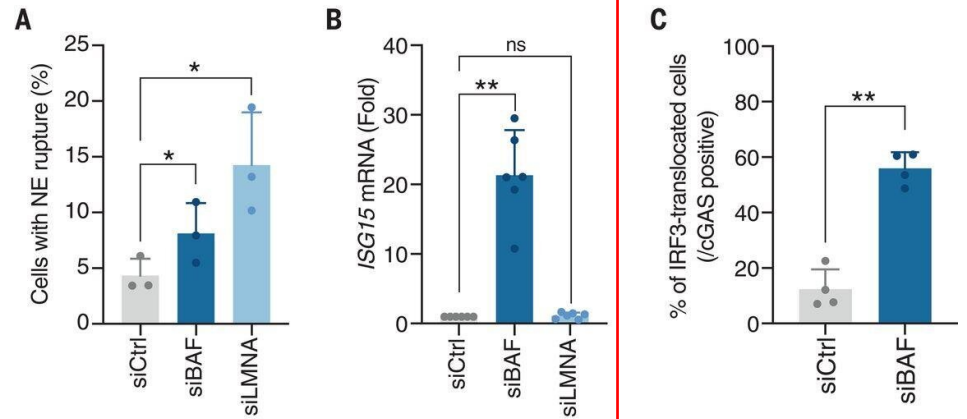 A
Cells with NE rupture (%)
25
20
15
10
5
0
*
*
siCtrl
siBAF
siLMNA
B
ISG15 mRNA (Fold)
40
30
20
10
0
ns
**
siCtrl
siBAF
siLMNA
C
% of IRF3-translocated cells
(/cGAS positive)
100
80
60
40
20
0
**
siCtrl
siBAF